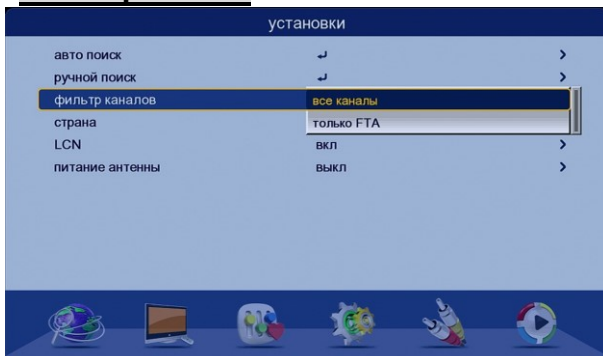 установки
авто поиск
ручной поиск
фильтр каналов все каналы
страна только FTA
LCN вкл
питание антенны выкл